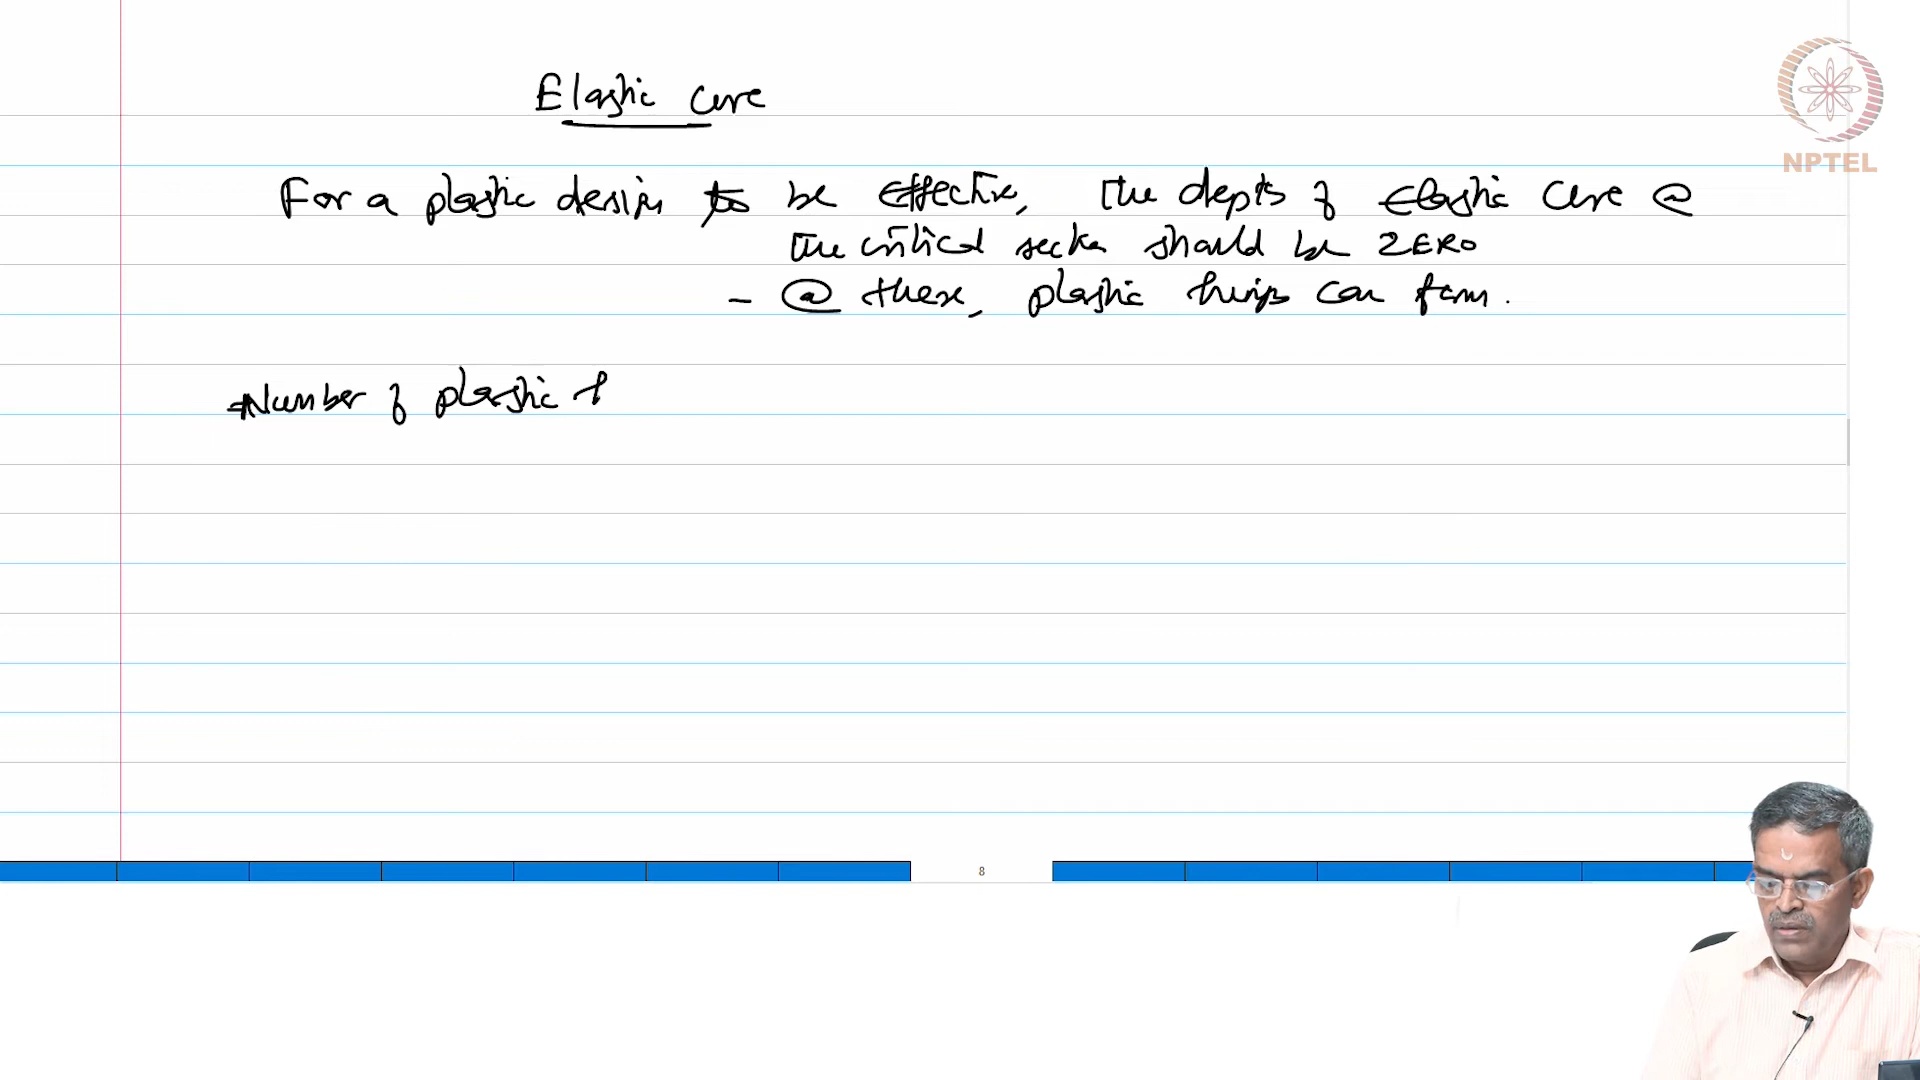 Elastic core
NPTEL
For a plastic design to be effective, the depth of elastic core @
the critical section should be ZERO
- @ these, plastic hinges can form.
Number of plastic
8